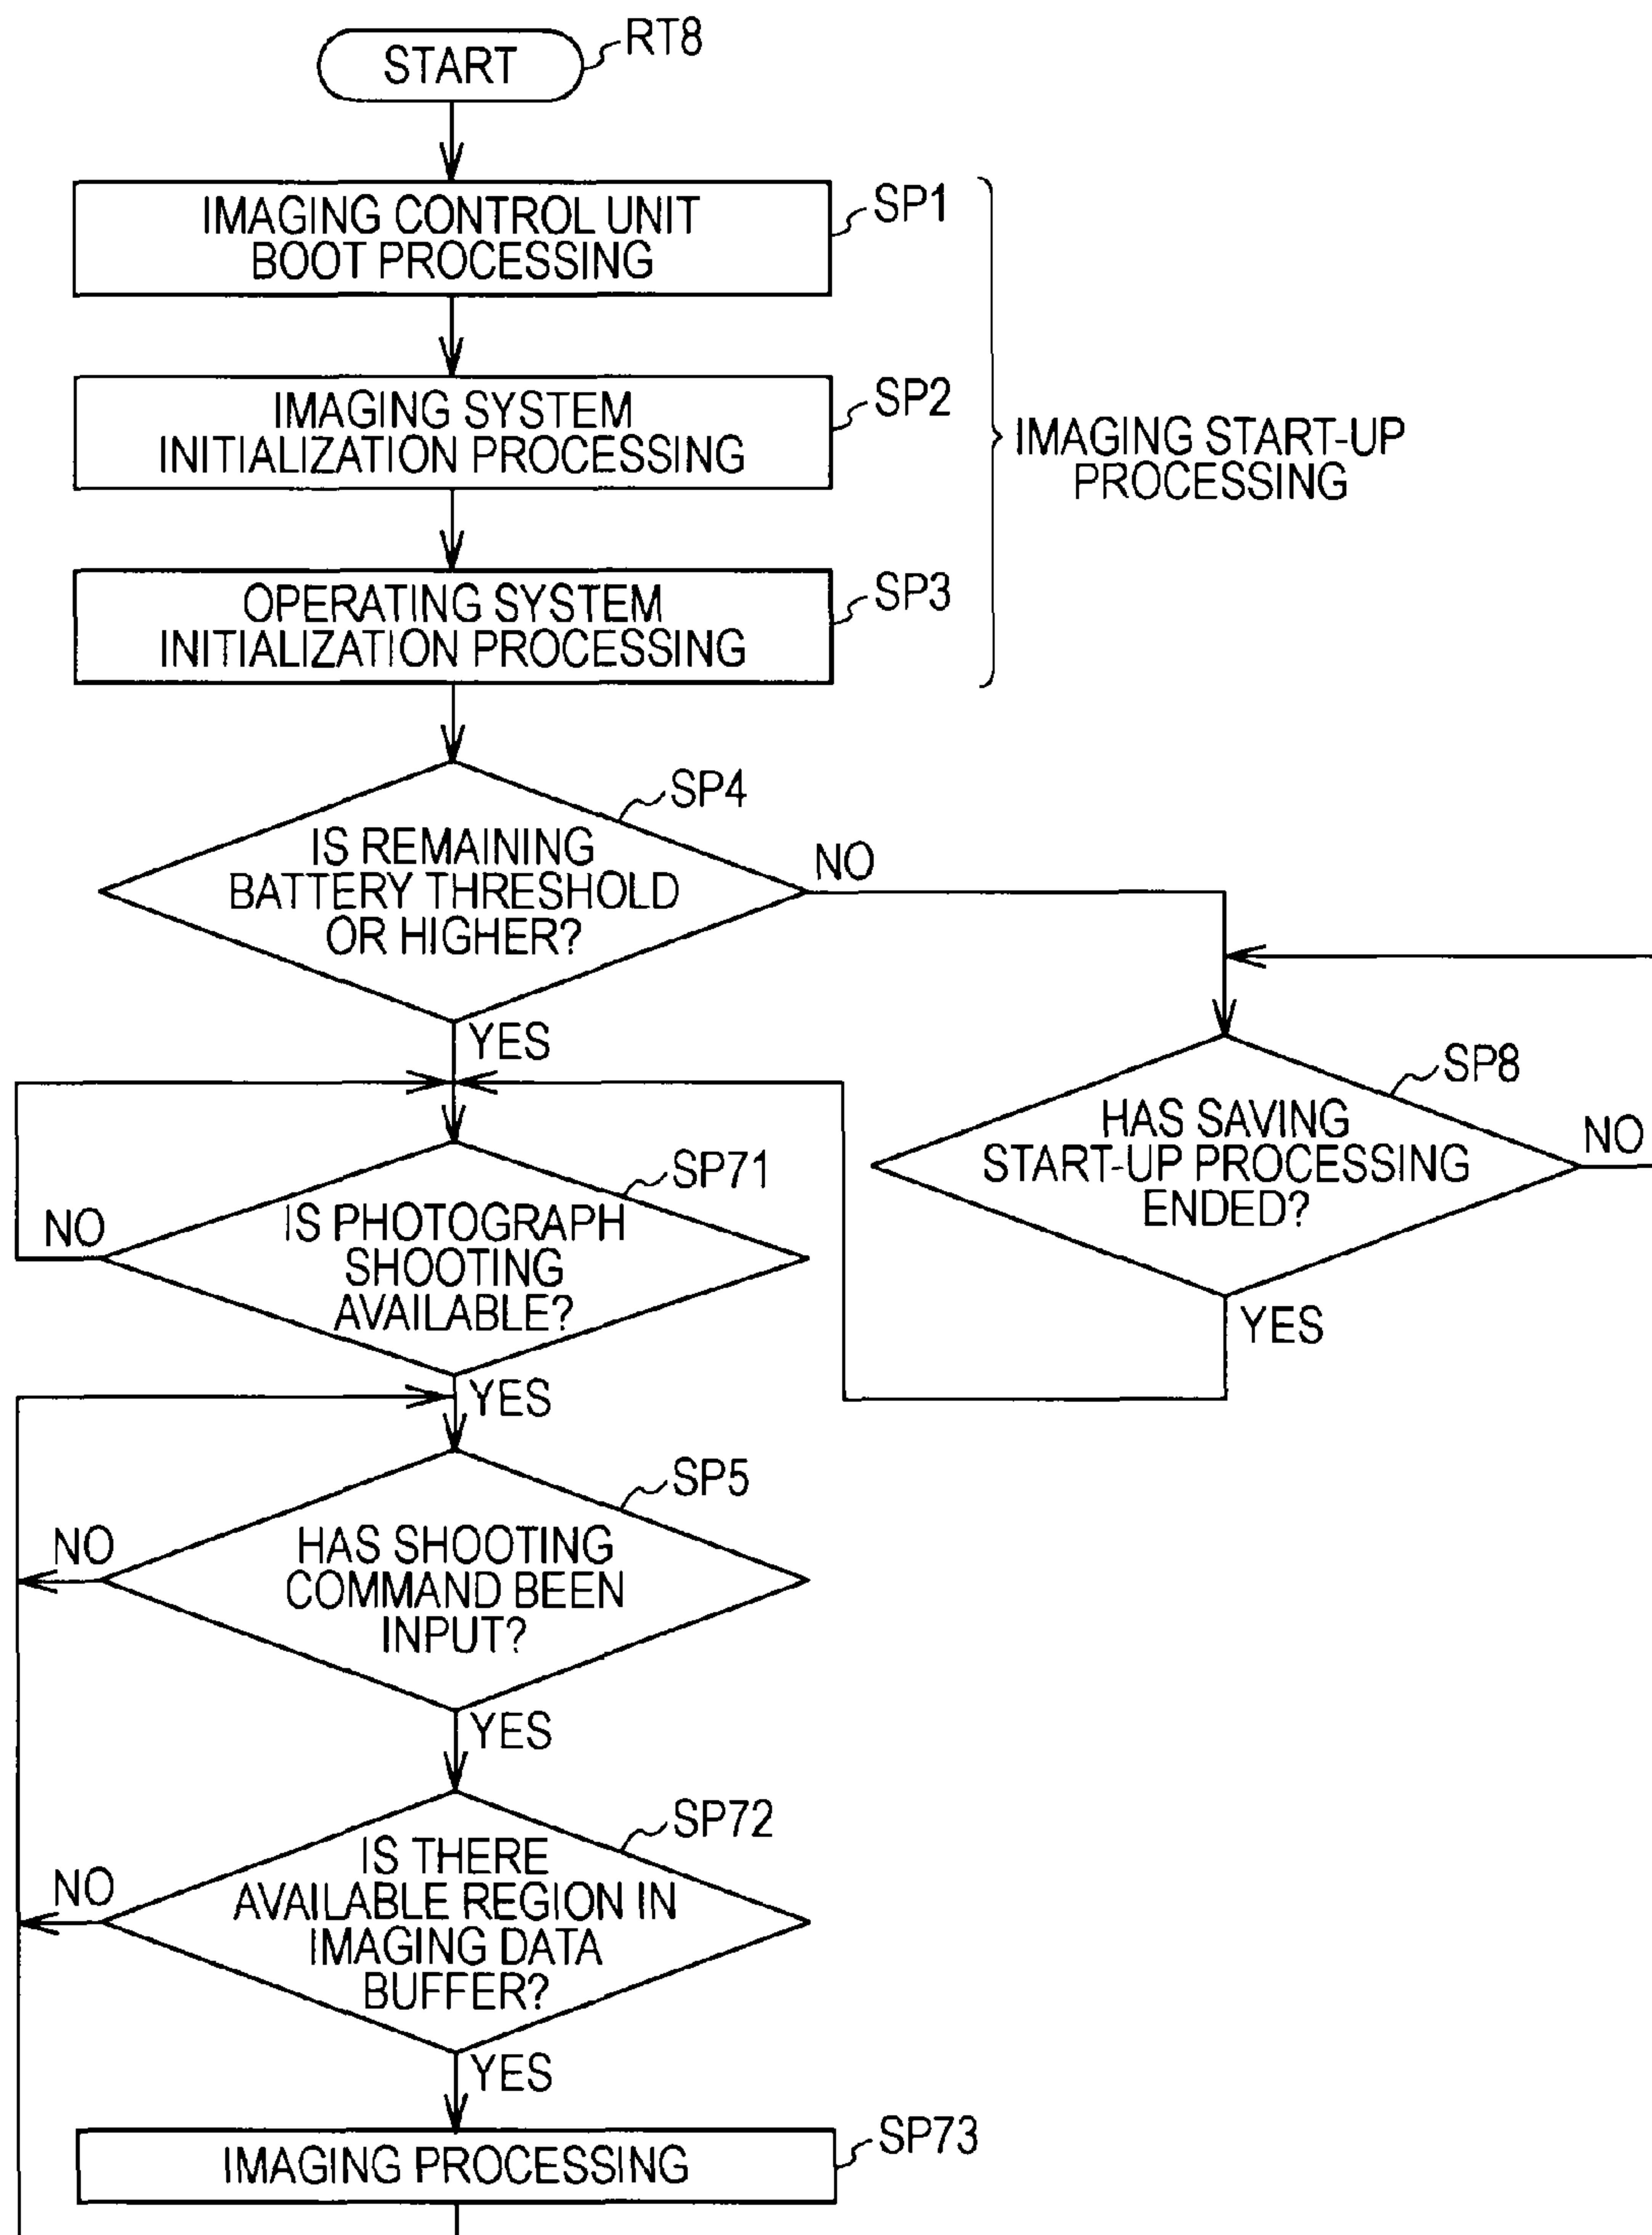 START
RT8
IMAGING CONTROL UNIT
BOOT PROCESSING
SP1
IMAGING SYSTEM
INITIALIZATION PROCESSING
SP2
IMAGING START-UP
PROCESSING
OPERATING SYSTEM
INITIALIZATION PROCESSING
SP3
SP4
IS REMAINING
BATTERY THRESHOLD
OR HIGHER?
NO
YES
SP8
HAS SAVING
START-UP PROCESSING
ENDED?
NO
YES
SP71
IS PHOTOGRAPH
SHOOTING
AVAILABLE?
NO
YES
SP5
HAS SHOOTING
COMMAND BEEN
INPUT?
NO
YES
SP72
IS THERE
AVAILABLE REGION IN
IMAGING DATA
BUFFER?
NO
YES
SP73
IMAGING PROCESSING